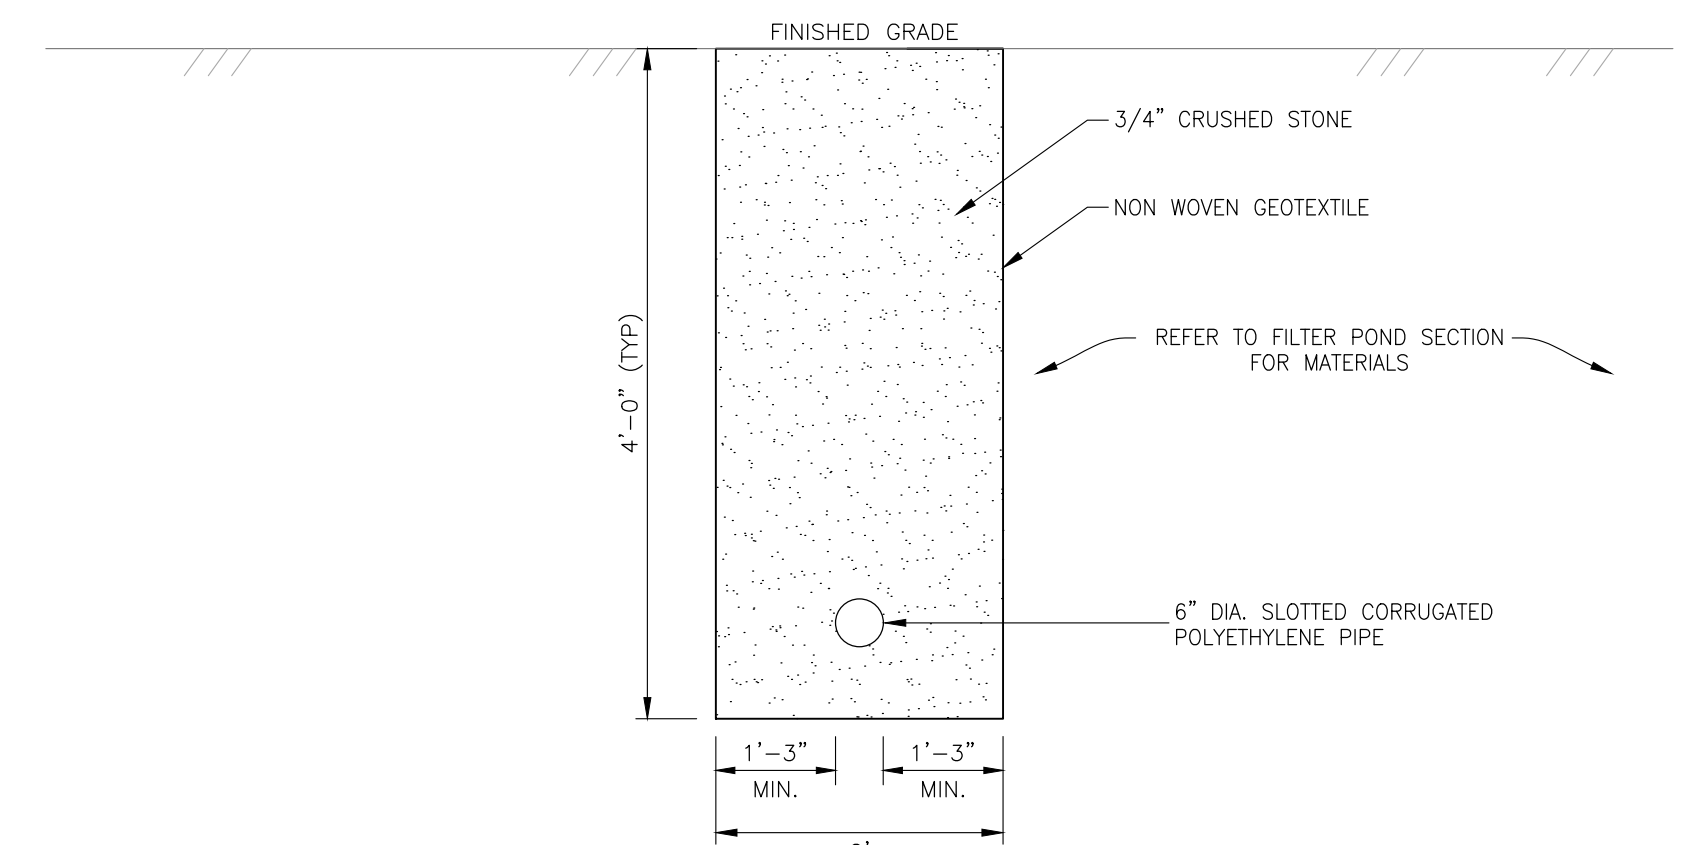 FINISHED GRADE
3/4” CRUSHED STONE
NON WOVEN GEOTEXTILE
REFER TO FILTER POND SECTION
FOR MATERIALS
4’-0” (TYP)
6” DIA. SLOTTED CORRUGATED
POLYETHYLENE PIPE
1’-3” 1’-3”
MIN. MIN.